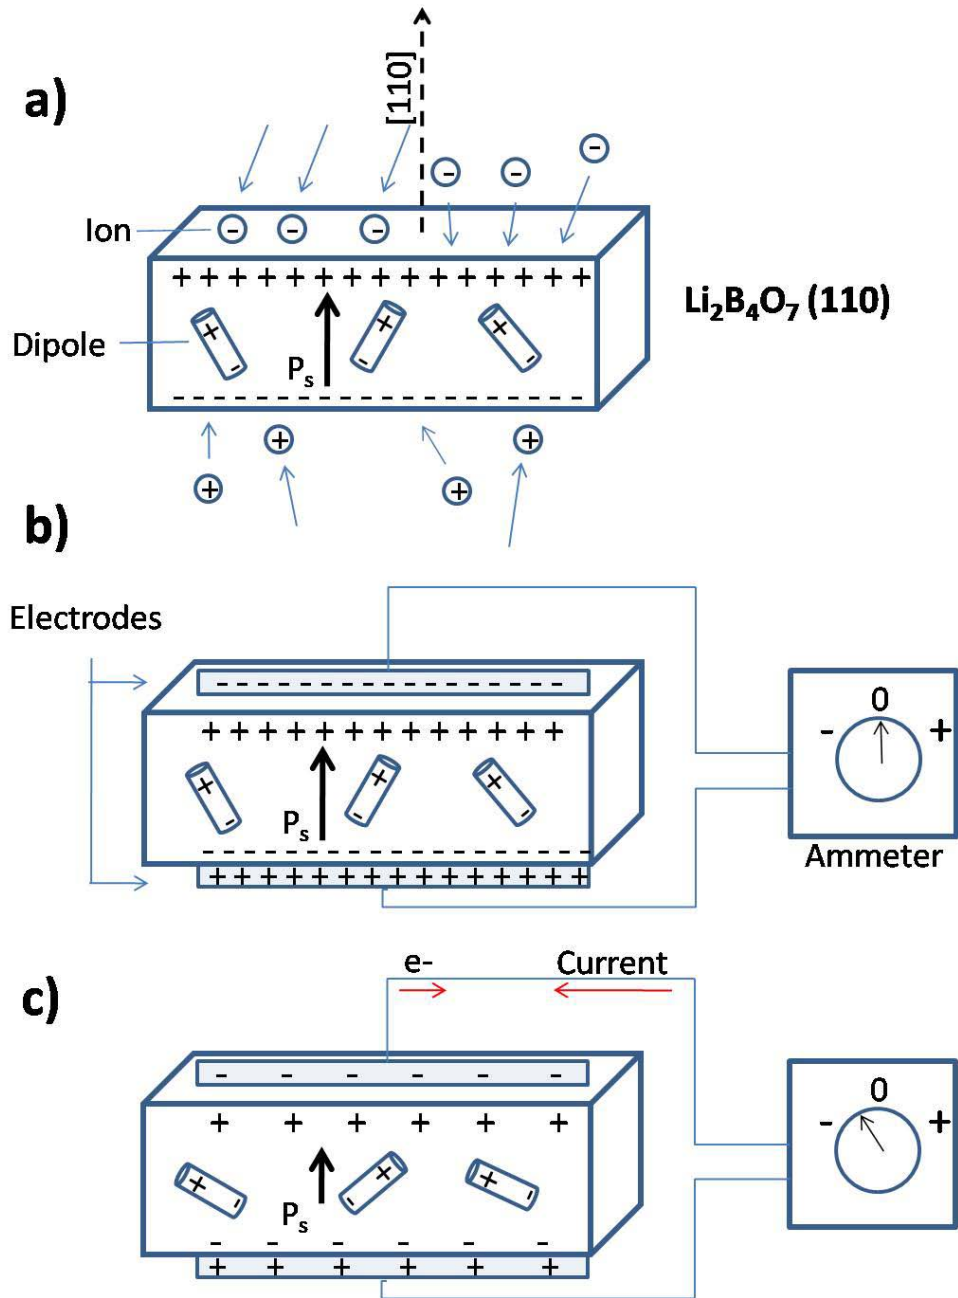 a)
[110]
- - -
Ion
- - -
+ + + + + + + + + + + + + + +
Li₂B₄O₇ (110)
Dipole
+ - + - + -
Pₛ
- - - - - - - - - - - - - - - - - - - - - -
+ +
+ +
b)
Electrodes
- - - - - - - - - - - - - - - - - -
0
- +
+ + + + + + + + + + + + +
+ - + - + -
Pₛ
- - - - - - - - - - - - - - - - - - - - -
Ammeter
+ + + + + + + + + + + + + + +
c)
e- Current
- - - - - -
0
- +
+ + + + + +
+ - + - + -
Pₛ
- - - - - -
+ + + + + +